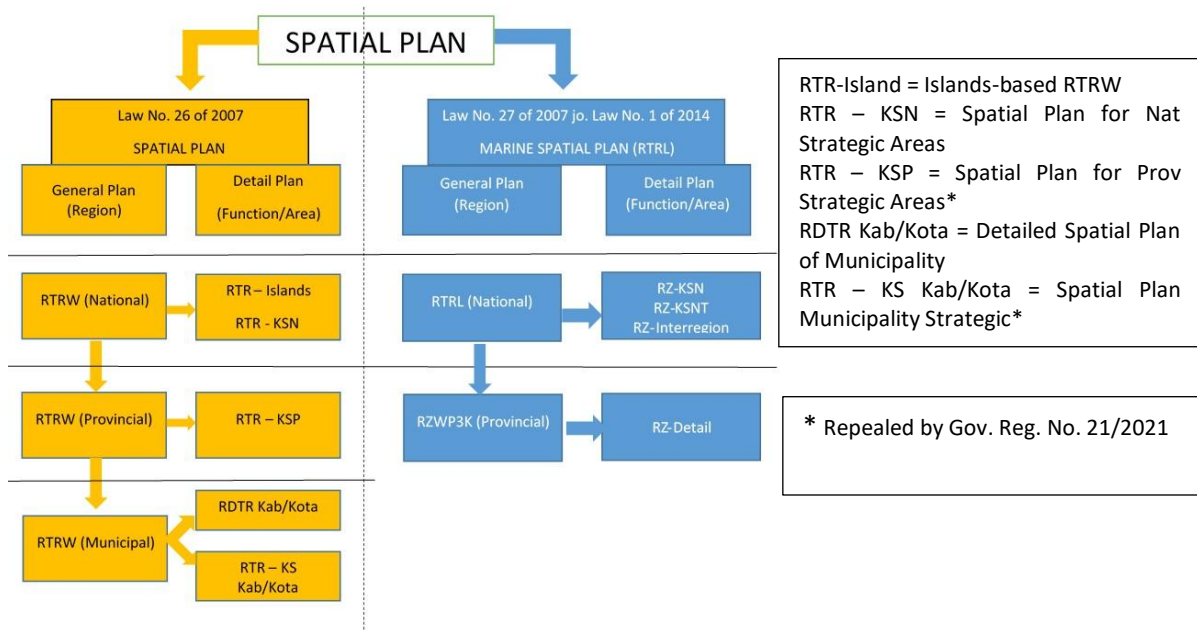 SPATIAL PLAN
Law No. 26 of 2007
SPATIAL PLAN
General Plan
(Region)
Detail Plan
(Function/Area)
Law No. 27 of 2007 jo. Law No. 1 of 2014
MARINE SPATIAL PLAN (RTRL)
General Plan
(Region)
Detail Plan
(Function/Area)
RTRW (National)
RTR – Islands
RTR - KSN
RTRL (National)
RZ-KSN
RZ-KSNT
RZ-Interregion
RTRW (Provincial)
RTR – KSP
RZWP3K (Provincial)
RZ-Detail
RTRW (Municipal)
RDTR Kab/Kota
RTR – KS
Kab/Kota
RTR-Island = Islands-based RTRW
RTR – KSN = Spatial Plan for Nat
Strategic Areas
RTR – KSP = Spatial Plan for Prov
Strategic Areas*
RDTR Kab/Kota = Detailed Spatial Plan
of Municipality
RTR – KS Kab/Kota = Spatial Plan
Municipality Strategic*
* Repealed by Gov. Reg. No. 21/2021